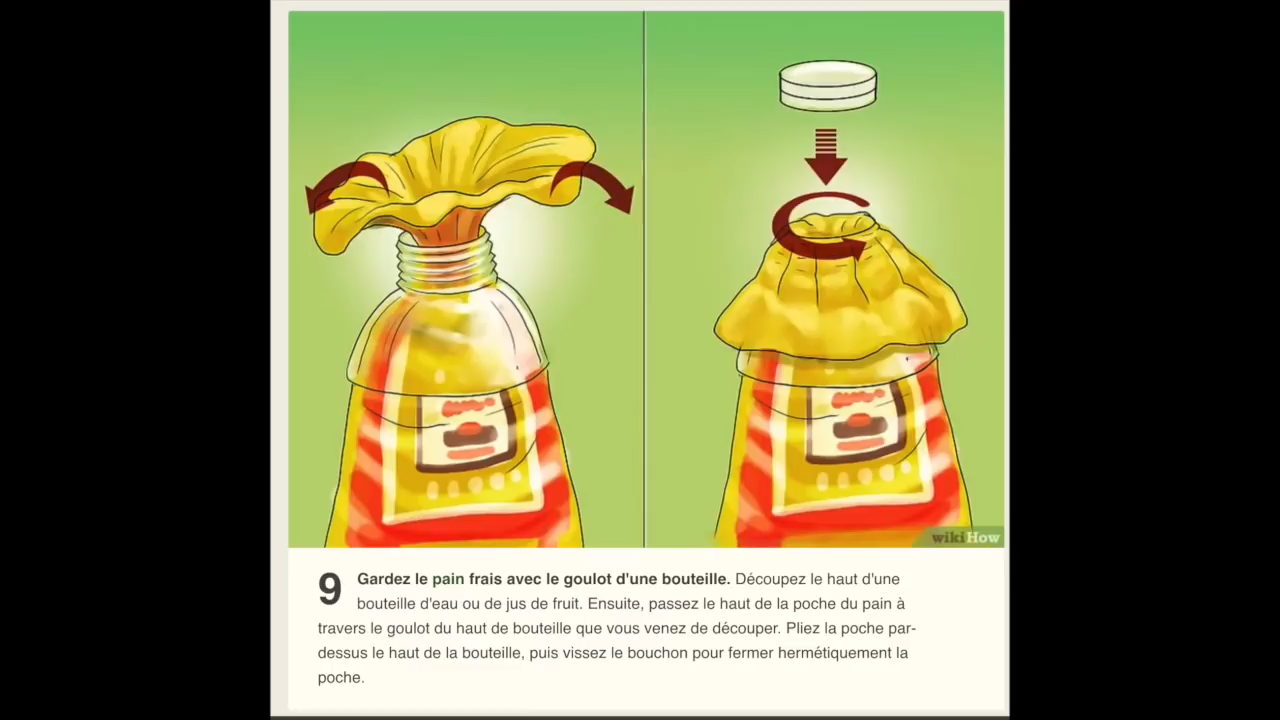 wikiHow
9 Gardez le pain frais avec le goulot d'une bouteille. Découpez le haut d'une
bouteille d'eau ou de jus de fruit. Ensuite, passez le haut de la poche du pain à
travers le goulot du haut de bouteille que vous venez de découper. Pliez la poche par-
dessus le haut de la bouteille, puis vissez le bouchon pour fermer hermétiquement la
poche.